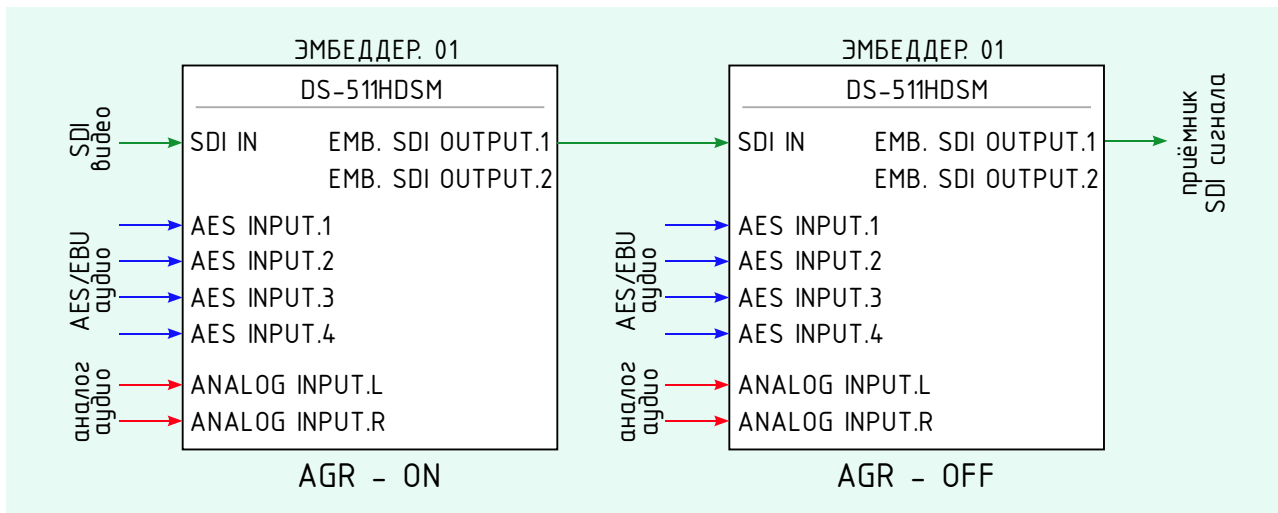 ЭМБЕДДЕР. 01
DS-511HDSM
SDI
видео
SDI IN
EMB. SDI OUTPUT.1
EMB. SDI OUTPUT.2
AES/EBU
аудио
AES INPUT.1
AES INPUT.2
AES INPUT.3
AES INPUT.4
аналог
аудио
ANALOG INPUT.L
ANALOG INPUT.R
AGR - ON
ЭМБЕДДЕР. 01
DS-511HDSM
SDI IN
EMB. SDI OUTPUT.1
EMB. SDI OUTPUT.2
AES/EBU
аудио
AES INPUT.1
AES INPUT.2
AES INPUT.3
AES INPUT.4
аналог
аудио
ANALOG INPUT.L
ANALOG INPUT.R
AGR - OFF
приёмник
SDI сигнала